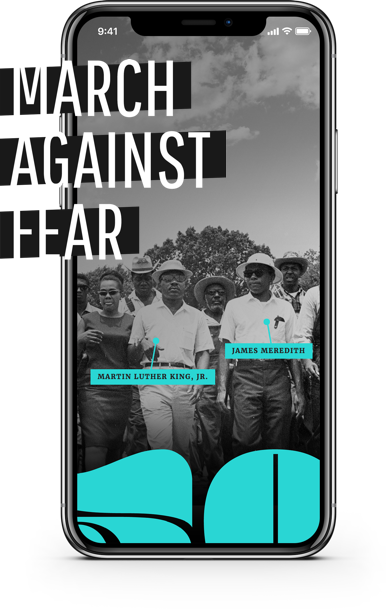 9:41
MARCH
AGAINST
FEAR
JAMES MEREDITH
MARTIN LUTHER KING, JR.